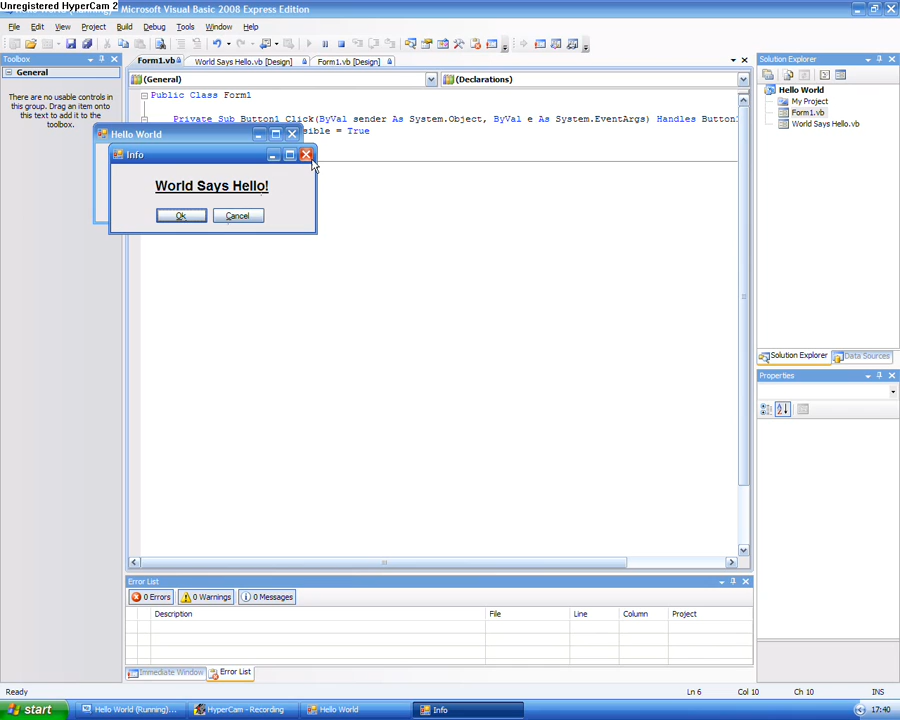 Unregistered HyperCam 2
Microsoft Visual Basic 2008 Express Edition
File Edit View Project Build Debug Tools Window Help
Toolbox
Form1.vb World Says Hello.vb [Design] Form1.vb [Design]
Solution Explorer
General
(General) (Declarations)
There are no usable controls in
this group. Drag an item onto
this text to add it to the
toolbox.
Public Class Form1
Private Sub Button1_Click(ByVal sender As System.Object, ByVal e As System.EventArgs) Handles Button1
sible = True
Hello World
My Project
Form1.vb
World Says Hello.vb
Hello World
Info
World Says Hello!
Ok Cancel
Solution Explorer Data Sources
Properties
Error List
0 Errors 0 Warnings 0 Messages
Description File Line Column Project
Immediate Window Error List
Ready Ln 6 Col 10 Ch 10 INS
start Hello World (Running)... HyperCam - Recording Hello World Info 17:40